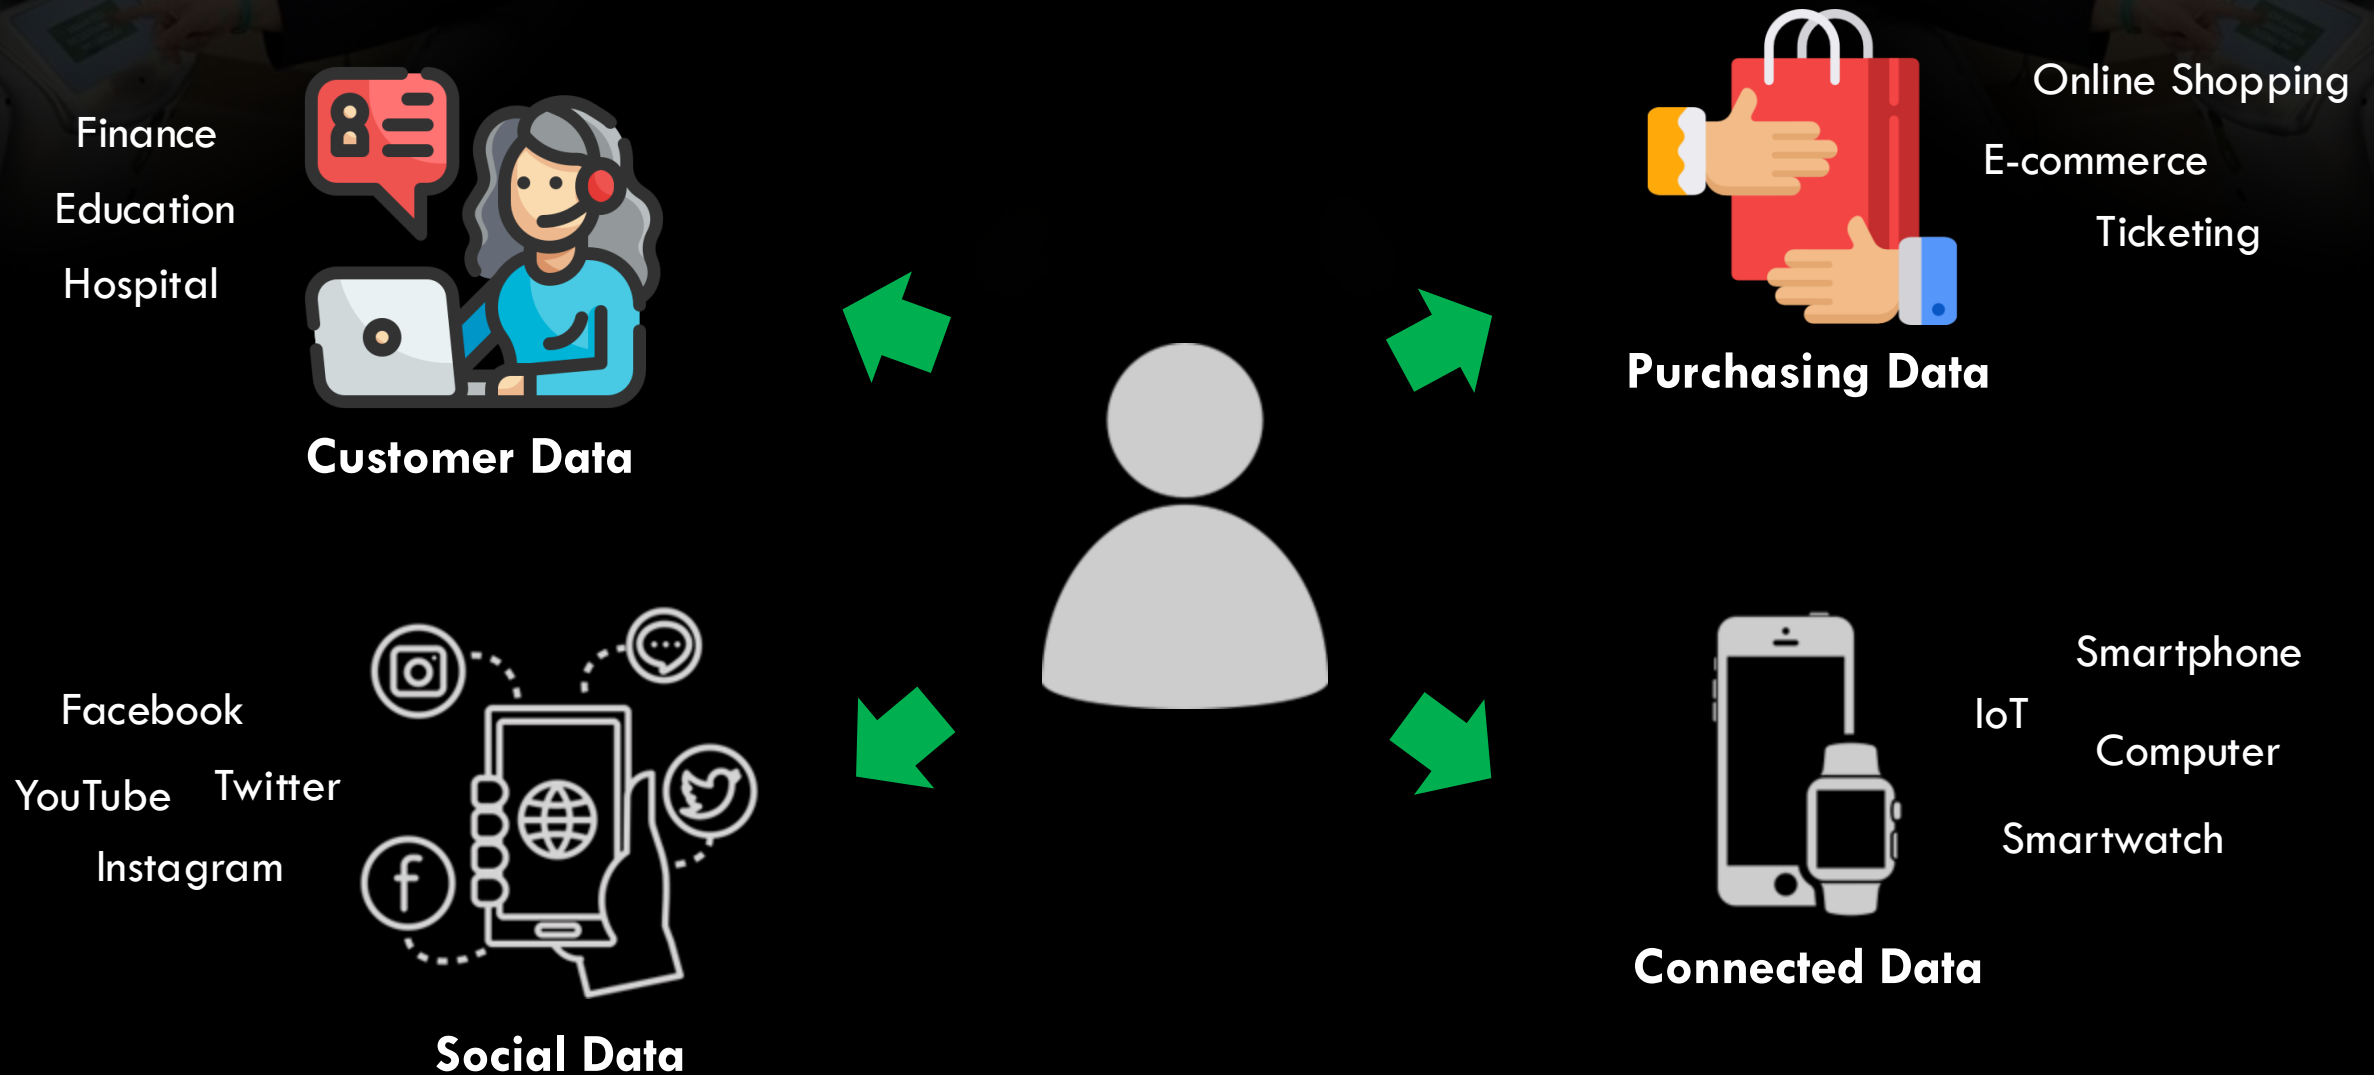 Finance
Education
Hospital
Customer Data
Online Shopping
E-commerce
Ticketing
Purchasing Data
Facebook
YouTube
Twitter
Instagram
Social Data
Smartphone
IoT
Computer
Smartwatch
Connected Data